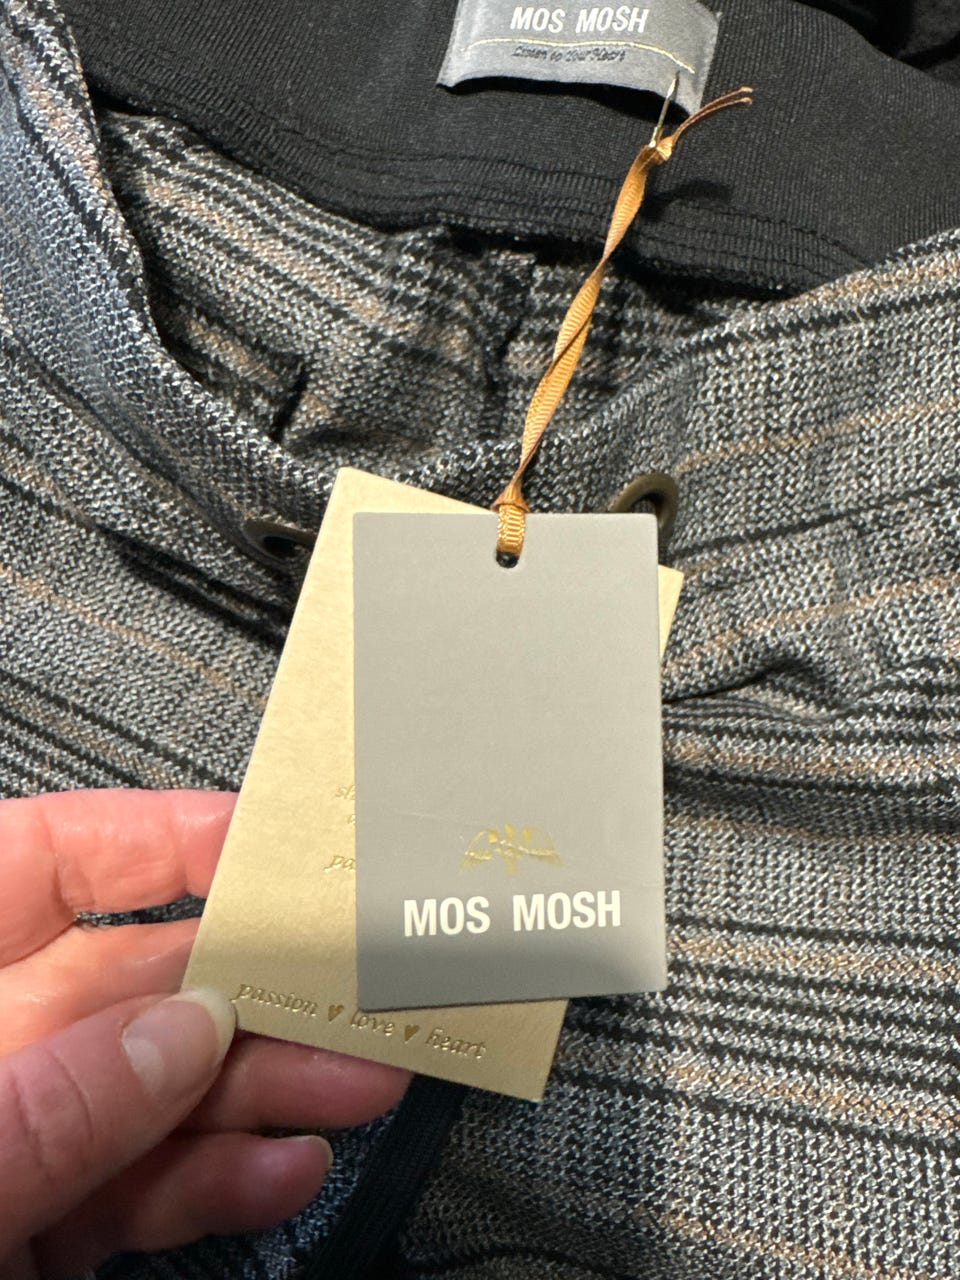 MOS MOSH
Listen to Your Heart
MOS MOSH
passion ♥ love ♥ heart